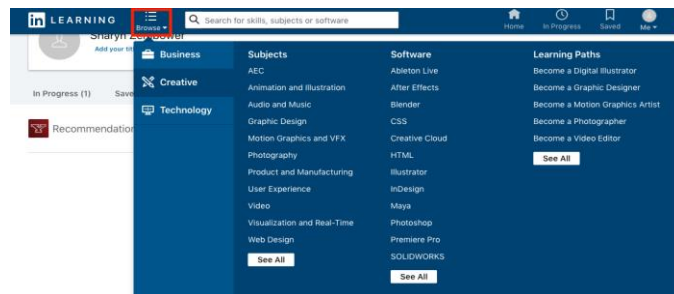 in LEARNING
Browse
Search for skills, subjects or software
Home
In Progress
Saved
Me
Sharyn
Add your
In Progress (1)
Recommendation
Business
Creative
Technology
Subjects
AEC
Animation and Illustration
Audio and Music
Graphic Design
Motion Graphics and VFX
Photography
Product and Manufacturing
User Experience
Video
Visualization and Real-Time
Web Design
See All
Software
Ableton Live
After Effects
Blender
CSS
Creative Cloud
HTML
Illustrator
InDesign
Maya
Photoshop
Premiere Pro
SOLIDWORKS
See All
Learning Paths
Become a Digital Illustrator
Become a Graphic Designer
Become a Motion Graphics Artist
Become a Photographer
Become a Video Editor
See All